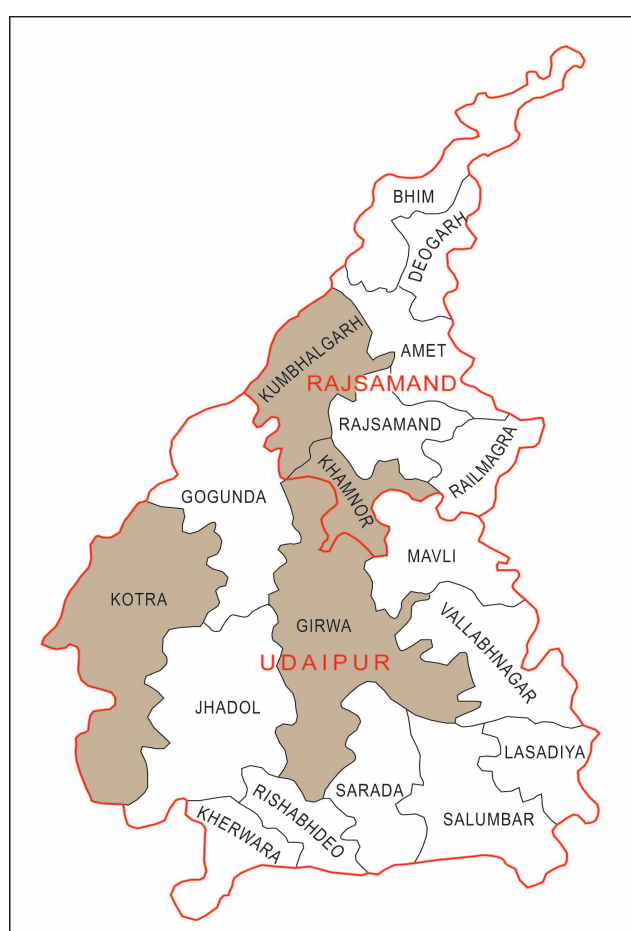 BHIM
DEOGARH
KUMBHALGARH
AMET
RAJSAMAND
RAJSAMAND
RAILMAGRA
KHAMNOR
GOGUNDA
MAVLI
KOTRA
VALLABHNAGAR
GIRWA
UDAIPUR
JHADOL
LASADIYA
SARADA
RISHABHDEO
SALUMBAR
KHERWARA